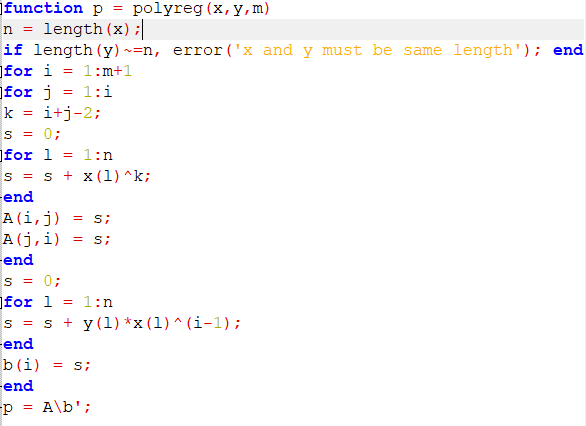 function p = polyreg(x,y,m)
n = length(x);
if length(y)~=n, error('x and y must be same length'); end
for i = 1:m+1
for j = 1:i
k = i+j-2;
s = 0;
for l = 1:n
s = s + x(l)^k;
end
A(i,j) = s;
A(j,i) = s;
end
s = 0;
for l = 1:n
s = s + y(l)*x(l)^(i-1);
end
b(i) = s;
end
p = A\b';